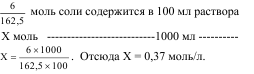 6/162,5 моль соли содержится в 100 мл раствора
X моль ---------------------------1000 мл ----------
X = 6×1000/162,5×100. Отсюда X = 0,37 моль/л.